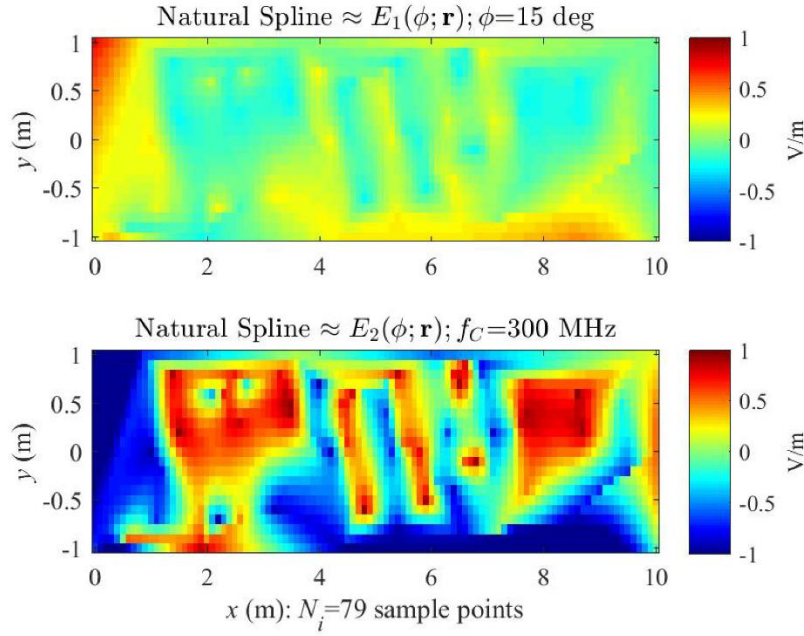 Natural Spline ≈ E₁(ϕ; r); ϕ=15 deg
1
0.5
0
-0.5
-1
y (m)
0 2 4 6 8 10
1
0.5
0
-0.5
-1
V/m
Natural Spline ≈ E₂(ϕ; r); f_C=300 MHz
1
0.5
0
-0.5
-1
y (m)
0 2 4 6 8 10
x (m): N_i=79 sample points
1
0.5
0
-0.5
-1
V/m